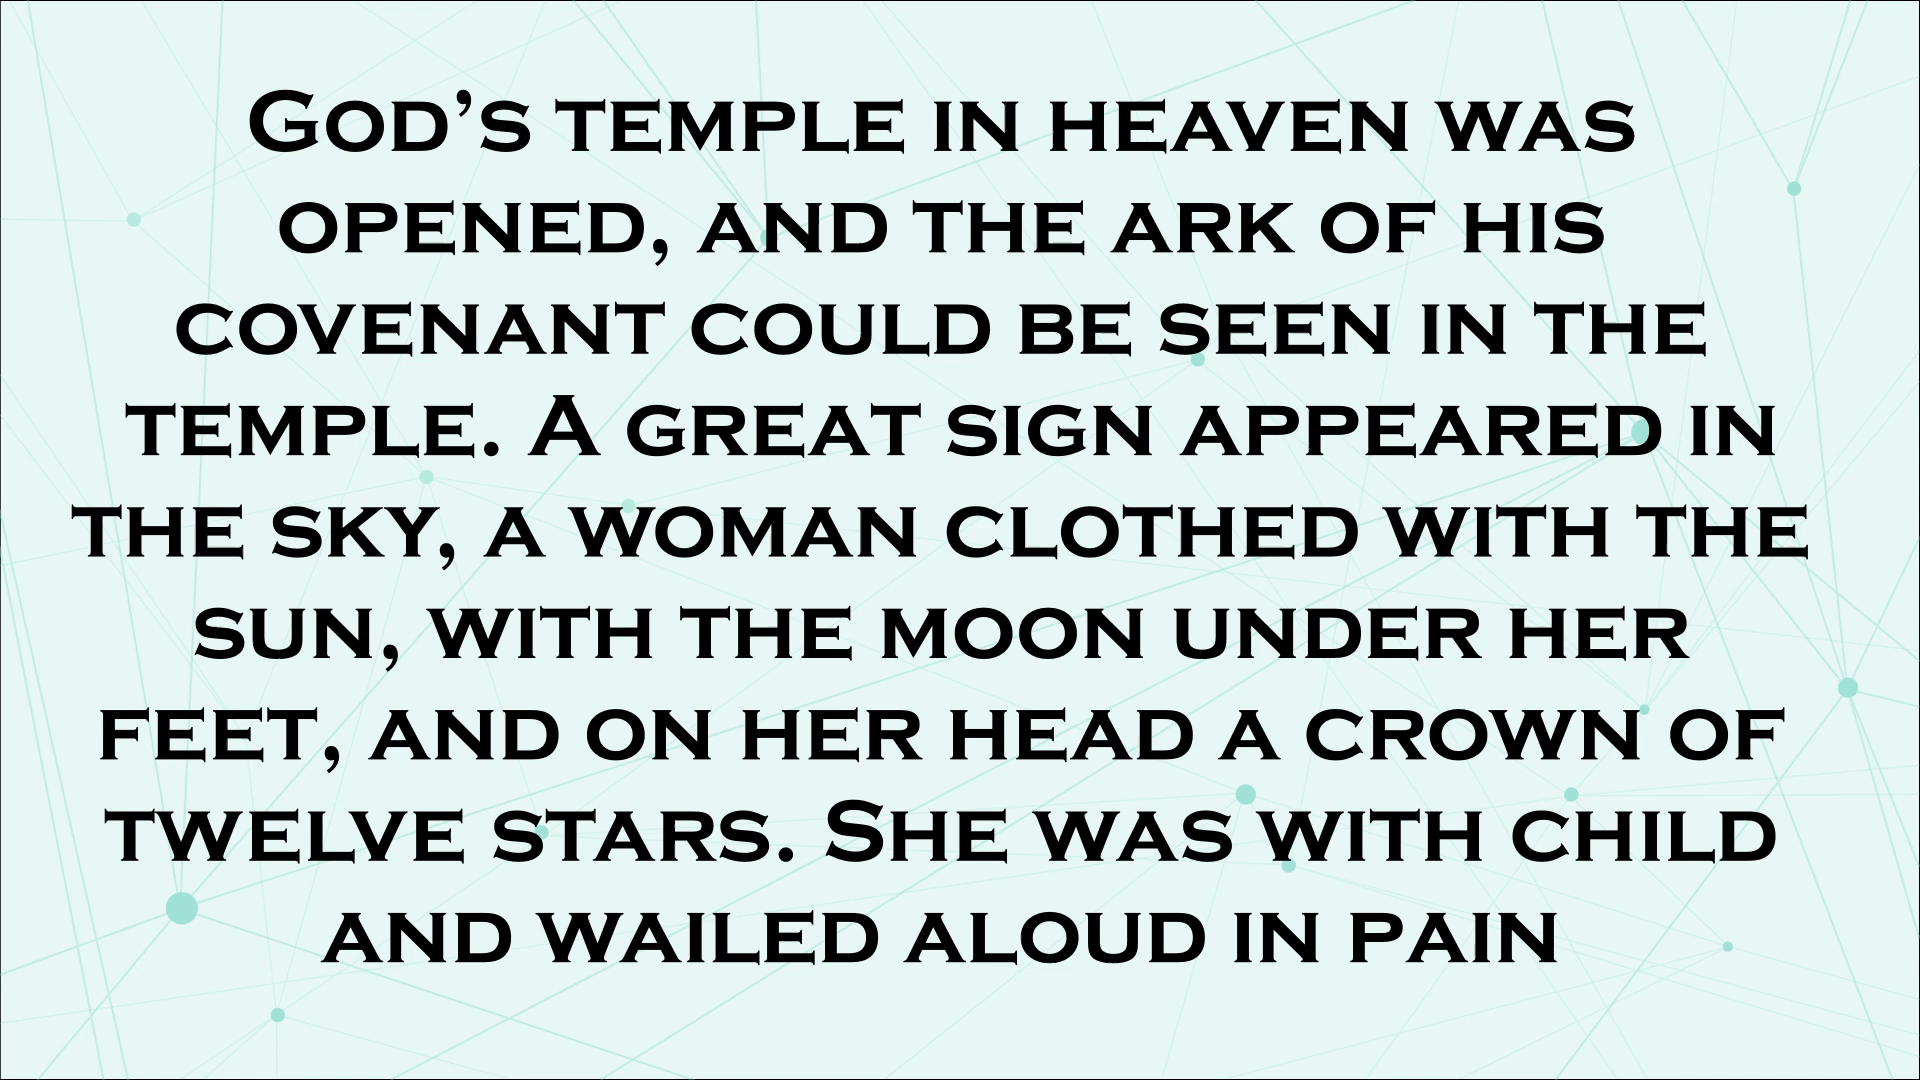 God’s temple in heaven was
opened, and the ark of his
covenant could be seen in the
temple. A great sign appeared in
the sky, a woman clothed with the
sun, with the moon under her
feet, and on her head a crown of
twelve stars. She was with child
and wailed aloud in pain